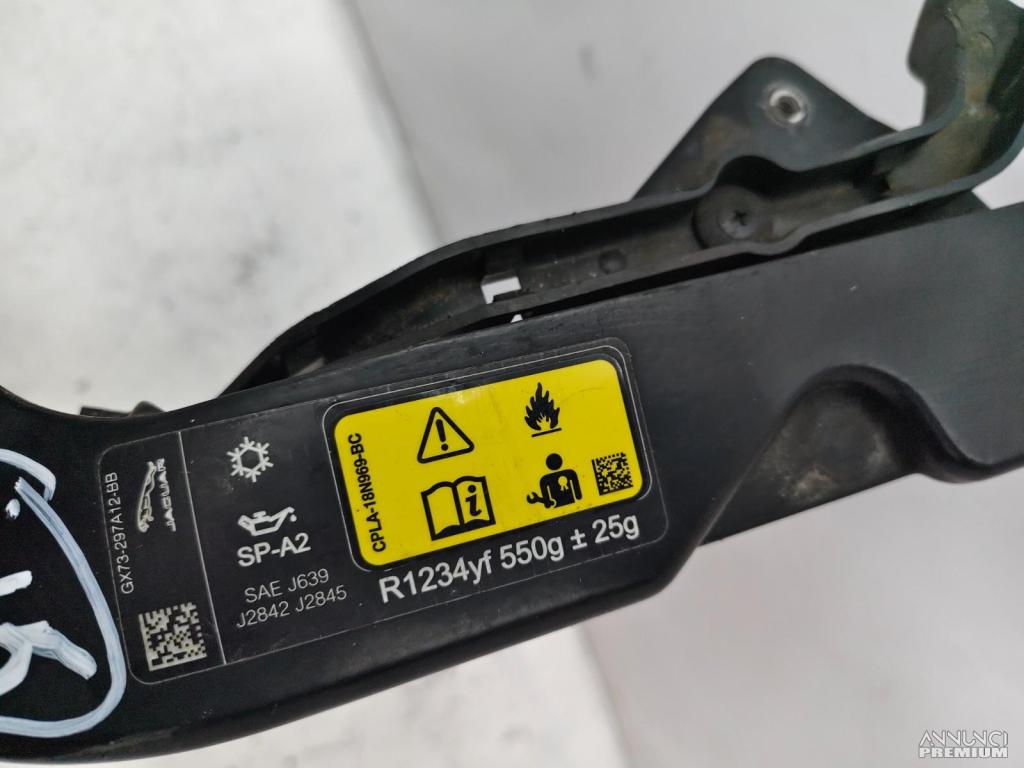 GX73-297A12-BB
JAGUAR
SP-A2
SAE J639
J2842 J2845
CPLA-18N969-BC
R1234yf 550g ± 25g
ANNUNCI
PREMIUM